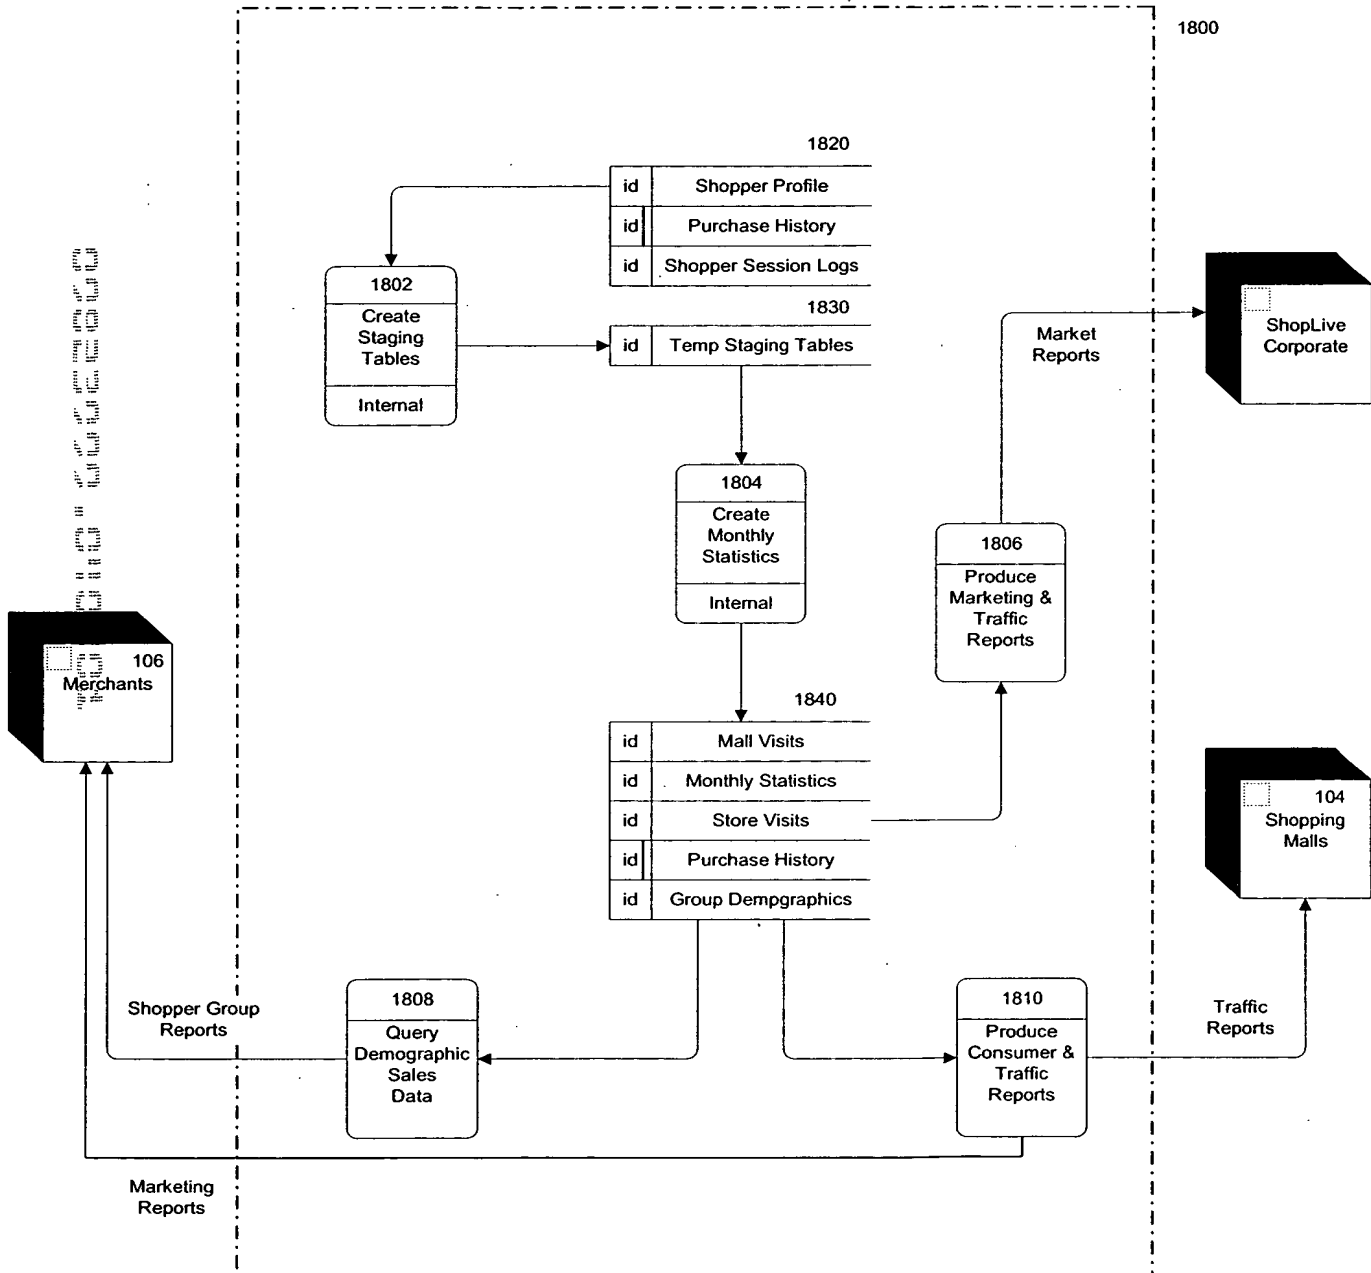 1800
1820
id Shopper Profile
id Purchase History
id Shopper Session Logs
1802
Create
Staging
Tables
Internal
1830
id Temp Staging Tables
Market
Reports
ShopLive
Corporate
1804
Create
Monthly
Statistics
Internal
1806
Produce
Marketing &
Traffic
Reports
106
Merchants
1840
id Mall Visits
id Monthly Statistics
id Store Visits
id Purchase History
id Group Dempgraphics
104
Shopping
Malls
Shopper Group
Reports
1808
Query
Demographic
Sales
Data
1810
Produce
Consumer &
Traffic
Reports
Traffic
Reports
Marketing
Reports